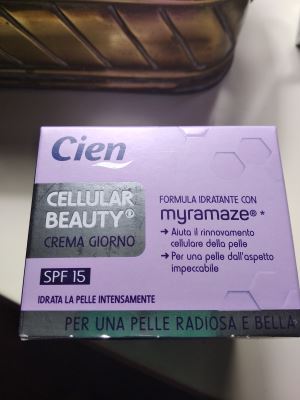 Cien
CELLULAR
BEAUTY®
CREMA GIORNO
SPF 15
IDRATA LA PELLE INTENSAMENTE
FORMULA IDRATANTE CON
myramaze®*
→ Aiuta il rinnovamento
cellulare della pelle
→ Per una pelle dall'aspetto
impeccabile
PER UNA PELLE RADIOSA E BELLA